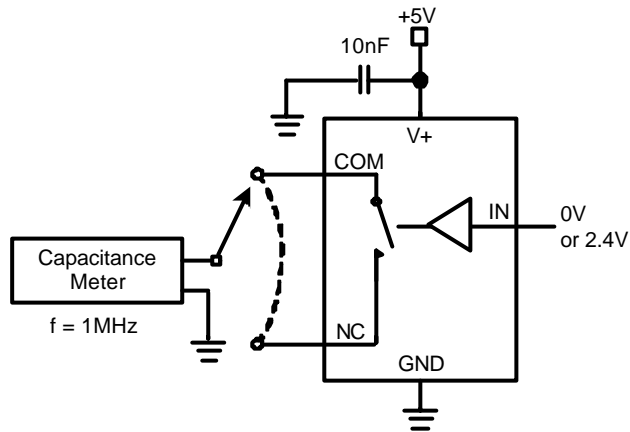 +5V
10nF
V+
COM
IN
0V
or 2.4V
Capacitance
Meter
f = 1MHz
NC
GND